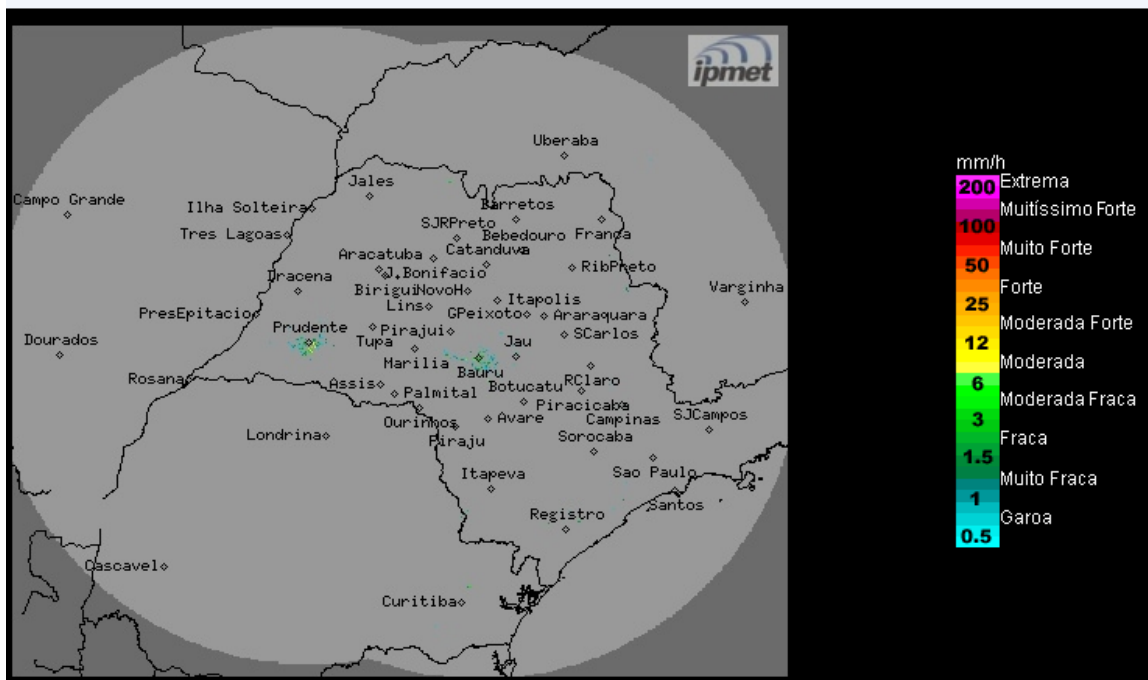 ipmet
Uberaba
Jales
Campo Grande
Ilha Solteira
Barretos
SJRPreto
Tres Lagoas
Bebedouro
Franca
Aracatuba
Catanduva
J.Bonifacio
RibPreto
Dracena
Birigui
NovoH
Itapolis
Varginha
Lins
GPeixoto
Araraquara
PresEpitacio
Prudente
Tupa
Pirajui
SCarlos
Dourados
Marilia
Jau
Bauru
Rosana
Assis
Palmital
Botucatu
RClaro
Piracicaba
Ourinhos
Avare
Campinas
SJCampos
Londrina
Piraju
Sorocaba
Itapeva
Sao Paulo
Santos
Registro
Cascavel
Curitiba
mm/h
200 Extrema
Muitíssimo Forte
100
Muito Forte
50
Forte
25
Moderada Forte
12
Moderada
6
Moderada Fraca
3
Fraca
1.5
Muito Fraca
1
Garoa
0.5